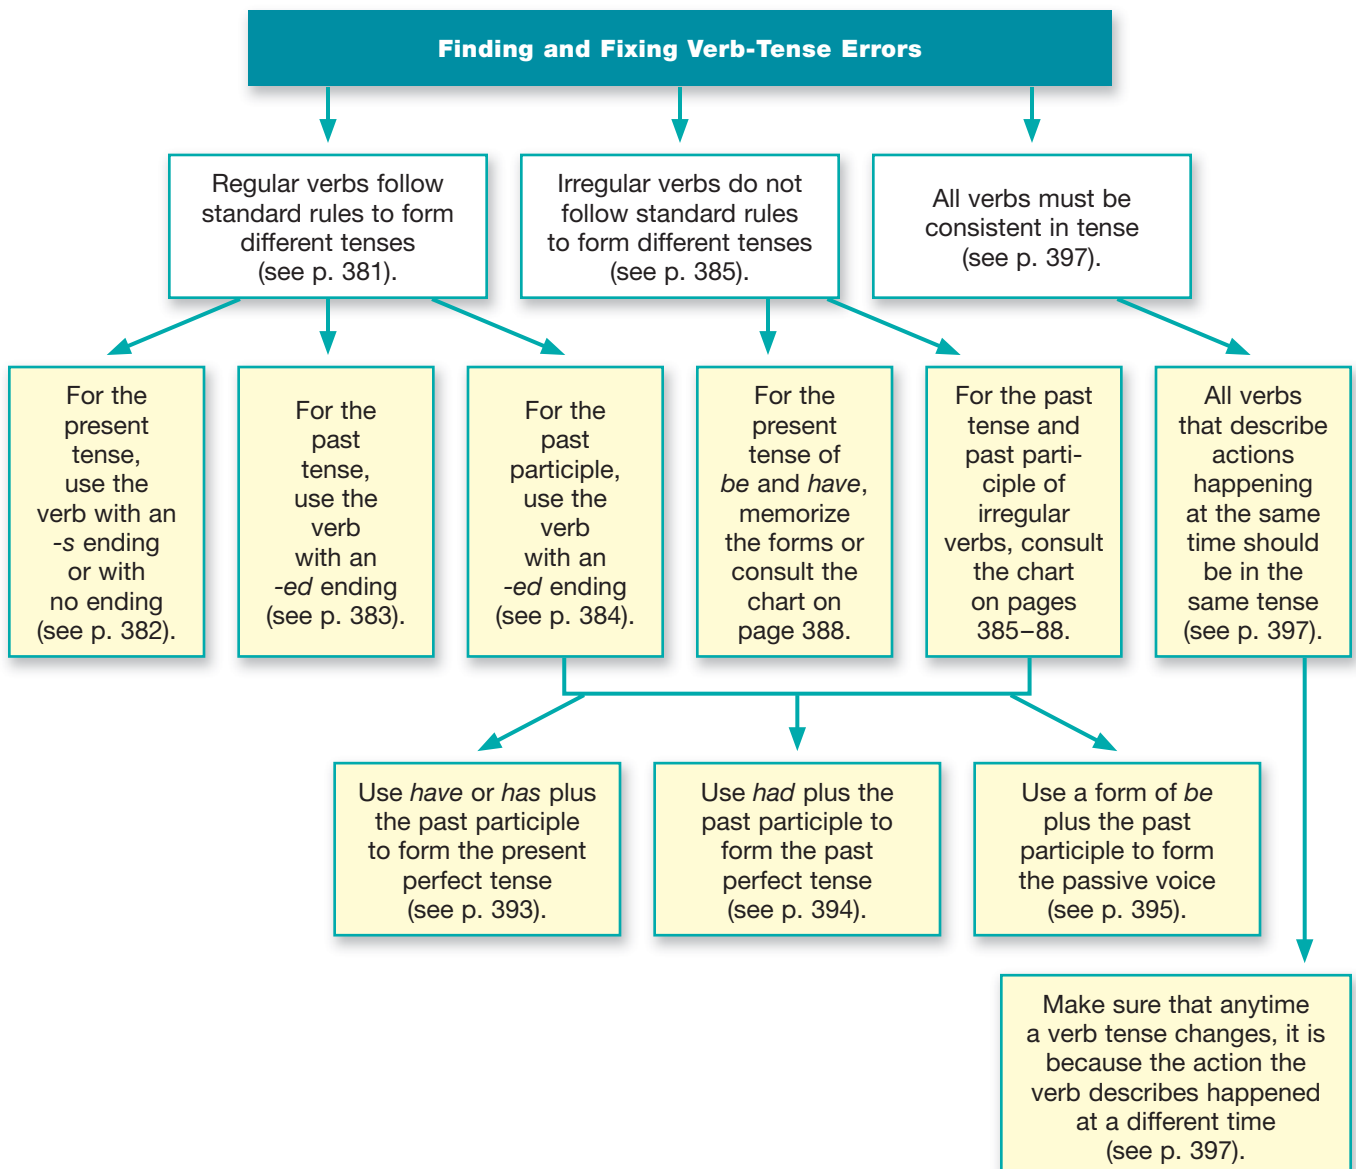 Finding and Fixing Verb-Tense Errors
Regular verbs follow
standard rules to form
different tenses
(see p. 381).
Irregular verbs do not
follow standard rules
to form different tenses
(see p. 385).
All verbs must be
consistent in tense
(see p. 397).
For the
present
tense,
use the
verb with an
-s ending
or with
no ending
(see p. 382).
For the
past
tense,
use the
verb
with an
-ed ending
(see p. 383).
For the
past
participle,
use the
verb
with an
-ed ending
(see p. 384).
For the
present
tense of
be and have,
memorize
the forms or
consult the
chart on
page 388.
For the past
tense and
past parti-
ciple of
irregular
verbs, consult
the chart
on pages
385–88.
All verbs
that describe
actions
happening
at the same
time should
be in the
same tense
(see p. 397).
Use have or has plus
the past participle
to form the present
perfect tense
(see p. 393).
Use had plus the
past participle to
form the past
perfect tense
(see p. 394).
Use a form of be
plus the past
participle to form
the passive voice
(see p. 395).
Make sure that anytime
a verb tense changes, it is
because the action the
verb describes happened
at a different time
(see p. 397).